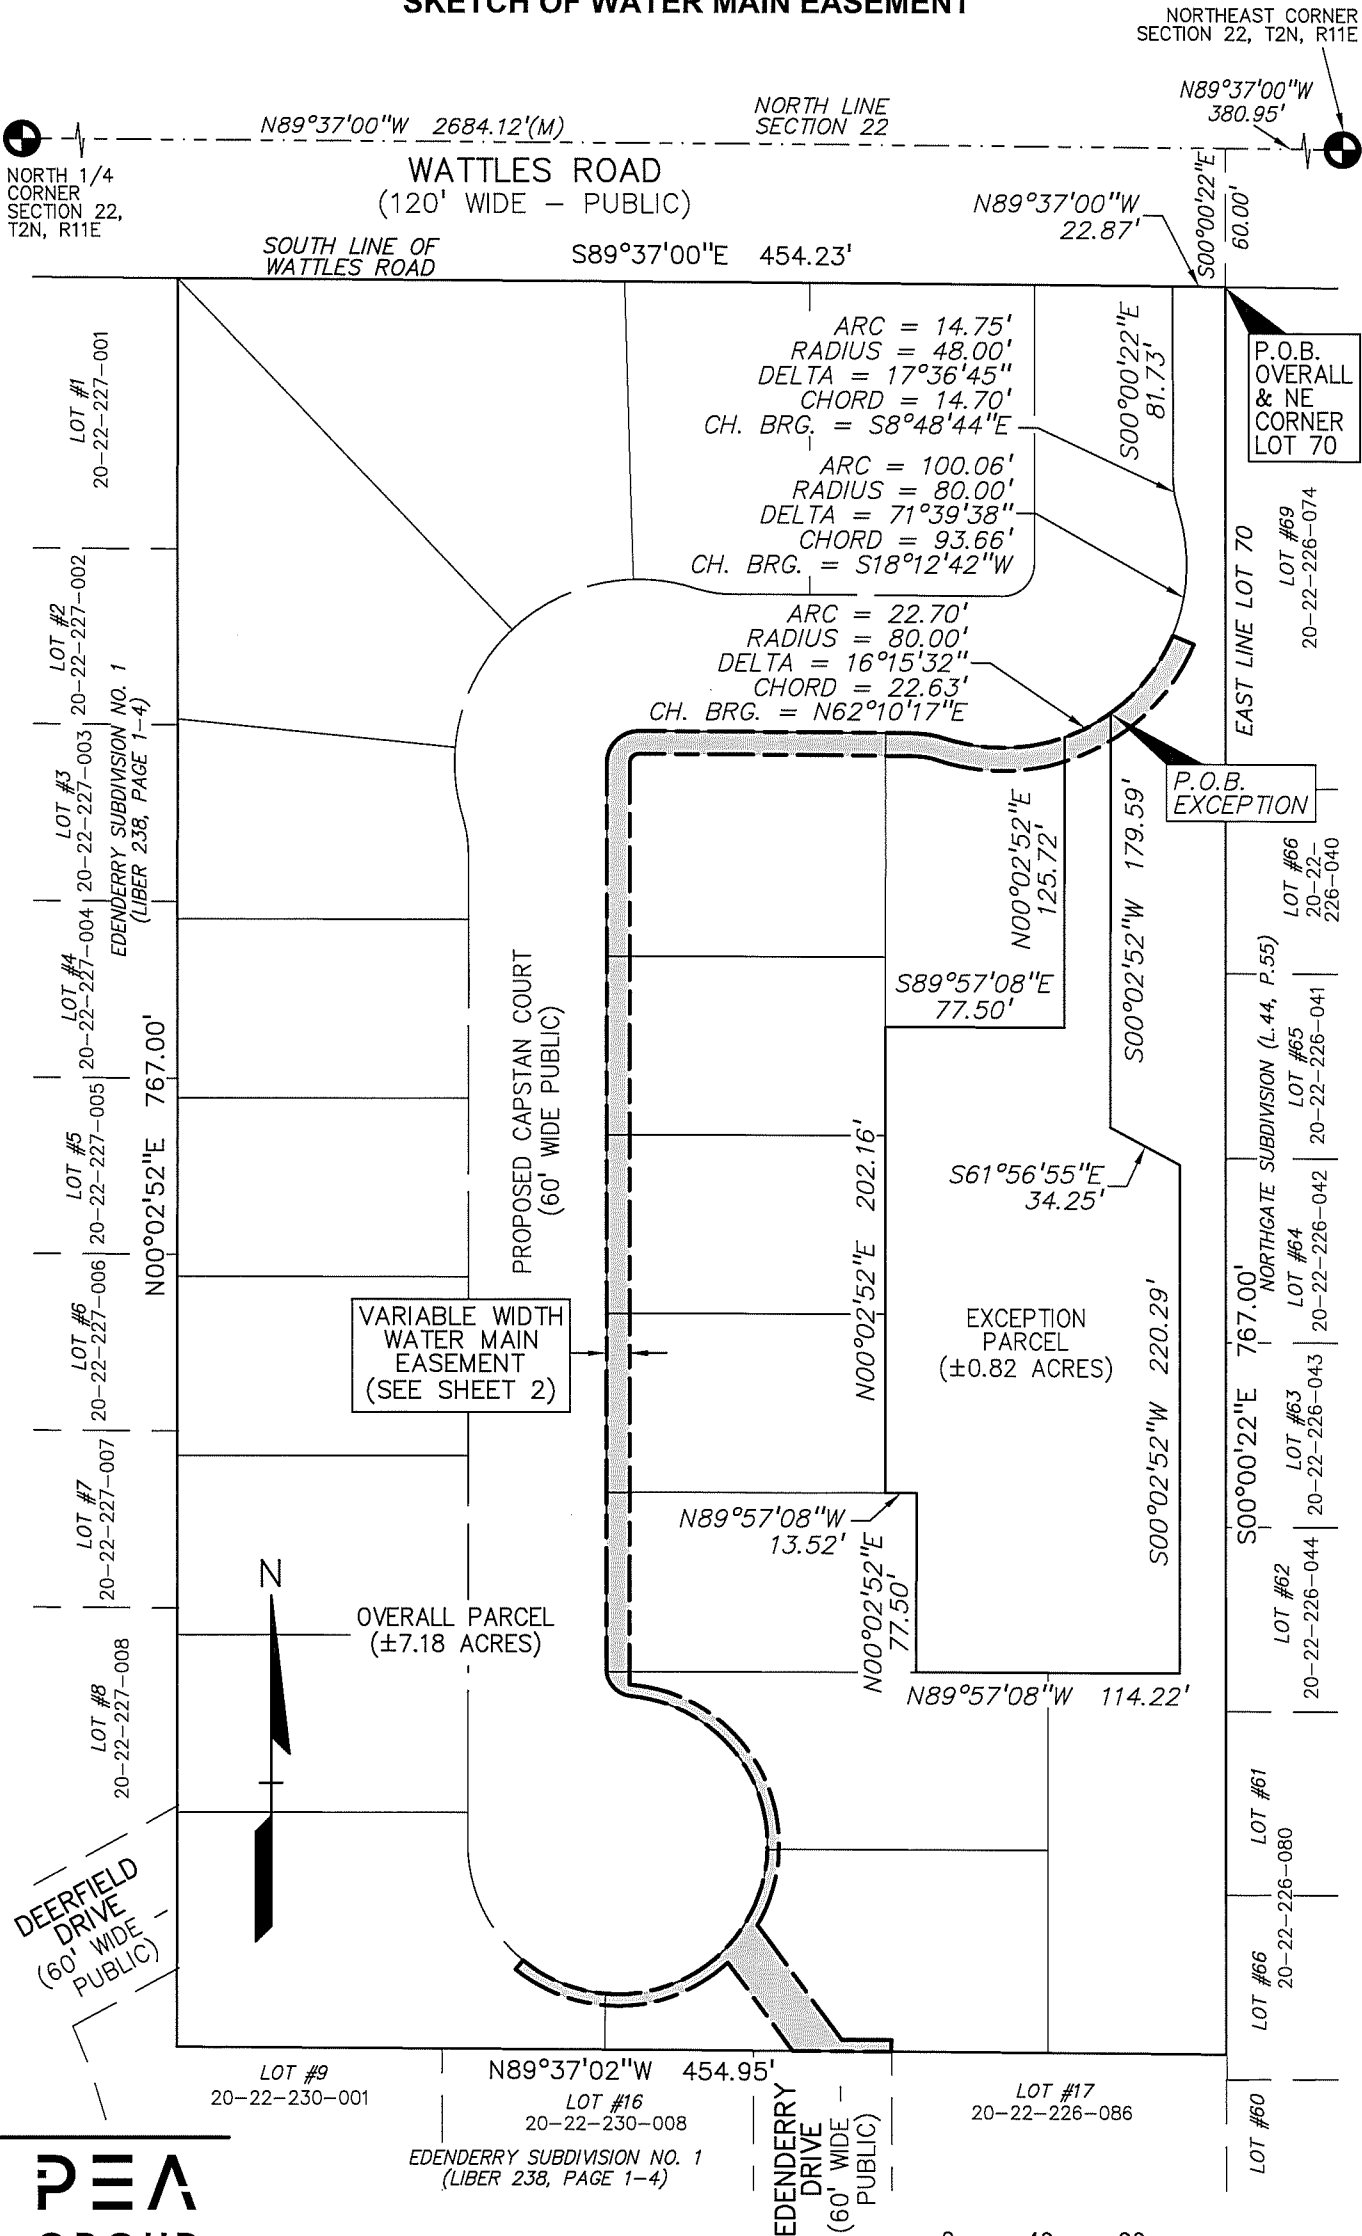 SKETCH OF WATER MAIN EASEMENT
NORTHEAST CORNER
SECTION 22, T2N, R11E
N89°37'00"W
380.95'
N89°37'00"W 2684.12'(M)
NORTH LINE
SECTION 22
NORTH 1/4
CORNER
SECTION 22,
T2N, R11E
WATTLES ROAD
(120' WIDE – PUBLIC)
N89°37'00"W
22.87'
S00°00'22"E
60.00'
SOUTH LINE OF
WATTLES ROAD
S89°37'00"E 454.23'
ARC = 14.75'
RADIUS = 48.00'
DELTA = 17°36'45"
CHORD = 14.70'
CH. BRG. = S8°48'44"E
S00°00'22"E
81.73'
P.O.B.
OVERALL
& NE
CORNER
LOT 70
ARC = 100.06'
RADIUS = 80.00'
DELTA = 71°39'38"
CHORD = 93.66'
CH. BRG. = S18°12'42"W
ARC = 22.70'
RADIUS = 80.00'
DELTA = 16°15'32"
CHORD = 22.63'
CH. BRG. = N62°10'17"E
EAST LINE LOT 70
LOT #69
20-22-226-074
P.O.B.
EXCEPTION
LOT #1
20-22-227-001
LOT #2
20-22-227-002
LOT #3
20-22-227-003
EDENDERRY SUBDIVISION NO. 1
(LIBER 238, PAGE 1-4)
LOT #4
20-22-227-004
LOT #5
20-22-227-005
N00°02'52"E 767.00'
LOT #6
20-22-227-006
LOT #7
20-22-227-007
LOT #8
20-22-227-008
PROPOSED CAPSTAN COURT
(60' WIDE PUBLIC)
N00°02'52"E
125.72'
S00°02'52"W 179.59'
S89°57'08"E
77.50'
LOT #66
20-22-
226-040
NORTHGATE SUBDIVISION (L.44, P.55)
LOT #65
20-22-226-041
LOT #64
20-22-226-042
LOT #63
20-22-226-043
LOT #62
20-22-226-044
S00°00'22"E 767.00'
S61°56'55"E
34.25'
N00°02'52"E 202.16'
VARIABLE WIDTH
WATER MAIN
EASEMENT
(SEE SHEET 2)
EXCEPTION
PARCEL
(±0.82 ACRES)
S00°02'52"W 220.29'
N89°57'08"W
13.52'
N00°02'52"E
77.50'
N
OVERALL PARCEL
(±7.18 ACRES)
N89°57'08"W 114.22'
LOT #61
20-22-226-080
LOT #66
DEERFIELD
DRIVE
(60' WIDE –
PUBLIC)
LOT #9
20-22-230-001
N89°37'02"W 454.95'
LOT #16
20-22-230-008
EDENDERRY SUBDIVISION NO. 1
(LIBER 238, PAGE 1-4)
EDENDERRY
DRIVE
(60' WIDE –
PUBLIC)
LOT #17
20-22-226-086
LOT #60
PEA
GROUP